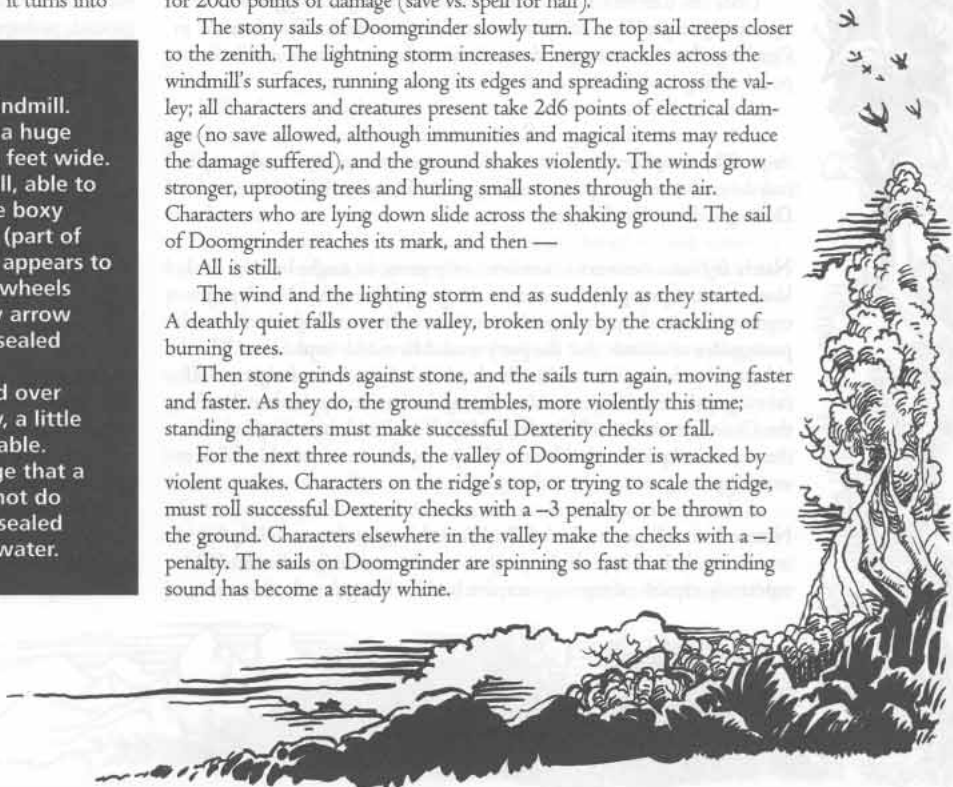 it turns into
ndmill.
a huge
feet wide.
ll, able to
e boxy
(part of
appears to
wheels
y arrow
sealed
d over
y, a little
able.
ge that a
not do
sealed
water.
for 20d6 points of damage (save vs. spell for half).
The stony sails of Doomgrinder slowly turn. The top sail creeps closer
to the zenith. The lightning storm increases. Energy crackles across the
windmill's surfaces, running along its edges and spreading across the val-
ley; all characters and creatures present take 2d6 points of electrical dam-
age (no save allowed, although immunities and magical items may reduce
the damage suffered), and the ground shakes violently. The winds grow
stronger, uprooting trees and hurling small stones through the air.
Characters who are lying down slide across the shaking ground. The sail
of Doomgrinder reaches its mark, and then —
All is still.
The wind and the lighting storm end as suddenly as they started.
A deathly quiet falls over the valley, broken only by the crackling of
burning trees.
Then stone grinds against stone, and the sails turn again, moving faster
and faster. As they do, the ground trembles, more violently this time;
standing characters must make successful Dexterity checks or fall.
For the next three rounds, the valley of Doomgrinder is wracked by
violent quakes. Characters on the ridge's top, or trying to scale the ridge,
must roll successful Dexterity checks with a –3 penalty or be thrown to
the ground. Characters elsewhere in the valley make the checks with a –1
penalty. The sails on Doomgrinder are spinning so fast that the grinding
sound has become a steady whine.